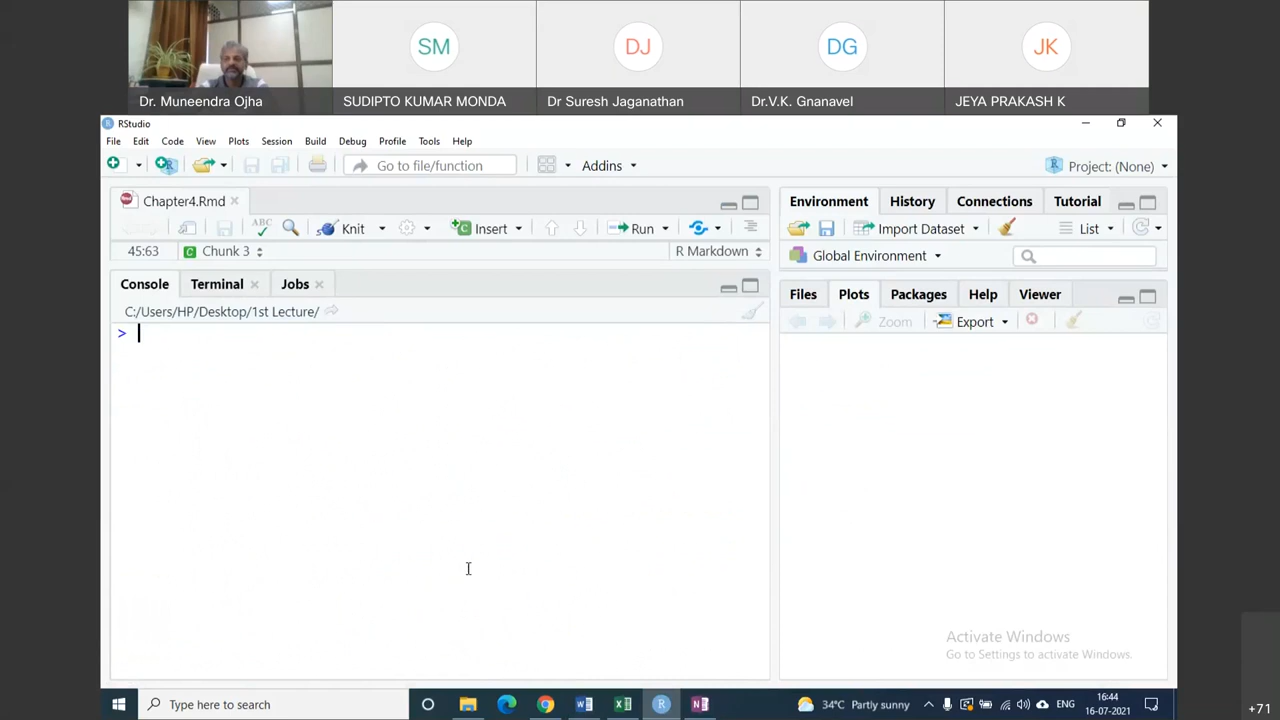 SM
DJ
DG
JK
Dr. Muneendra Ojha
SUDIPTO KUMAR MONDA
Dr Suresh Jaganathan
Dr.V.K. Gnanavel
JEYA PRAKASH K
RStudio
File Edit Code View Plots Session Build Debug Profile Tools Help
Go to file/function
Addins
Project: (None)
Chapter4.Rmd
ABC
Knit
Insert
Run
45:63
Chunk 3
R Markdown
Console
Terminal
Jobs
C:/Users/HP/Desktop/1st Lecture/
>
Environment
History
Connections
Tutorial
Import Dataset
List
Global Environment
Files
Plots
Packages
Help
Viewer
Zoom
Export
Activate Windows
Go to Settings to activate Windows.
Type here to search
34°C Partly sunny
ENG
16:44
16-07-2021
+71